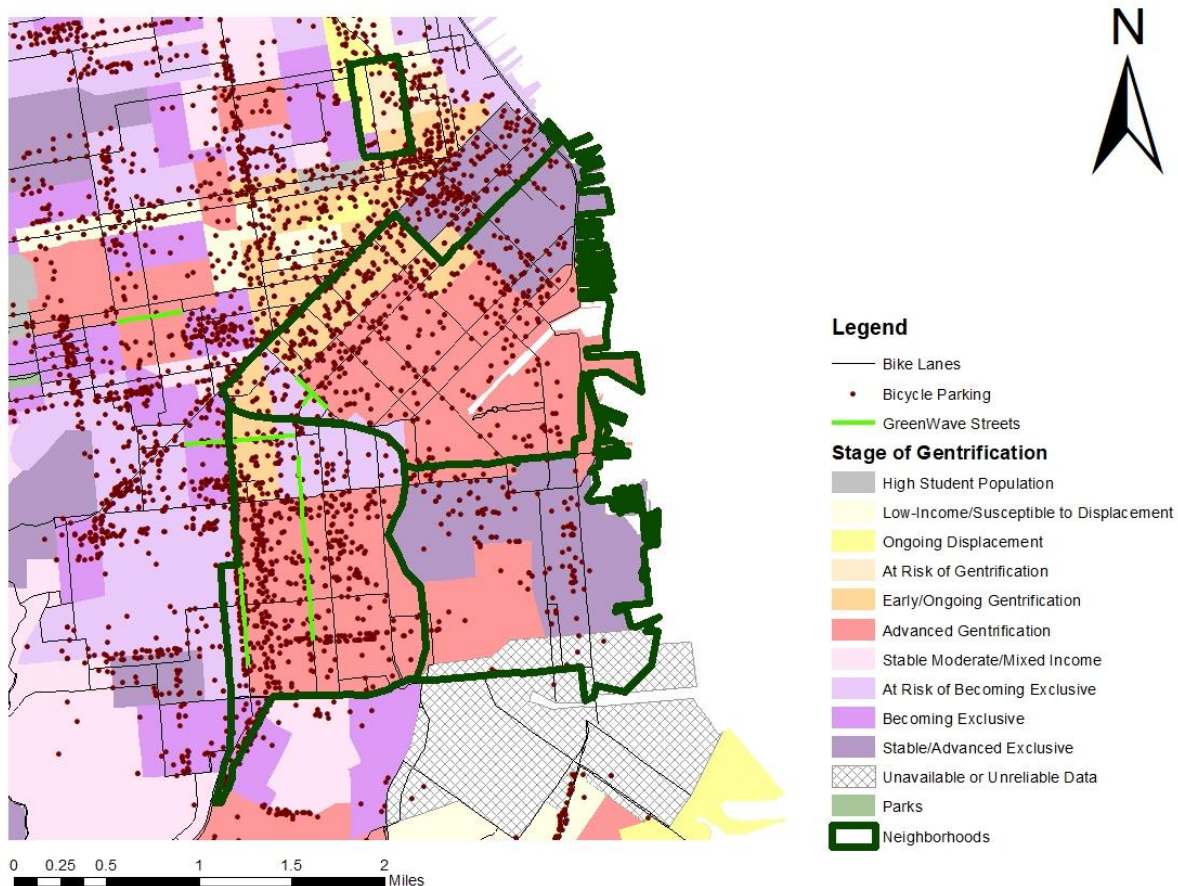 N
Legend
Bike Lanes
Bicycle Parking
GreenWave Streets
Stage of Gentrification
High Student Population
Low-Income/Susceptible to Displacement
Ongoing Displacement
At Risk of Gentrification
Early/Ongoing Gentrification
Advanced Gentrification
Stable Moderate/Mixed Income
At Risk of Becoming Exclusive
Becoming Exclusive
Stable/Advanced Exclusive
Unavailable or Unreliable Data
Parks
Neighborhoods
0 0.25 0.5 1 1.5 2
Miles